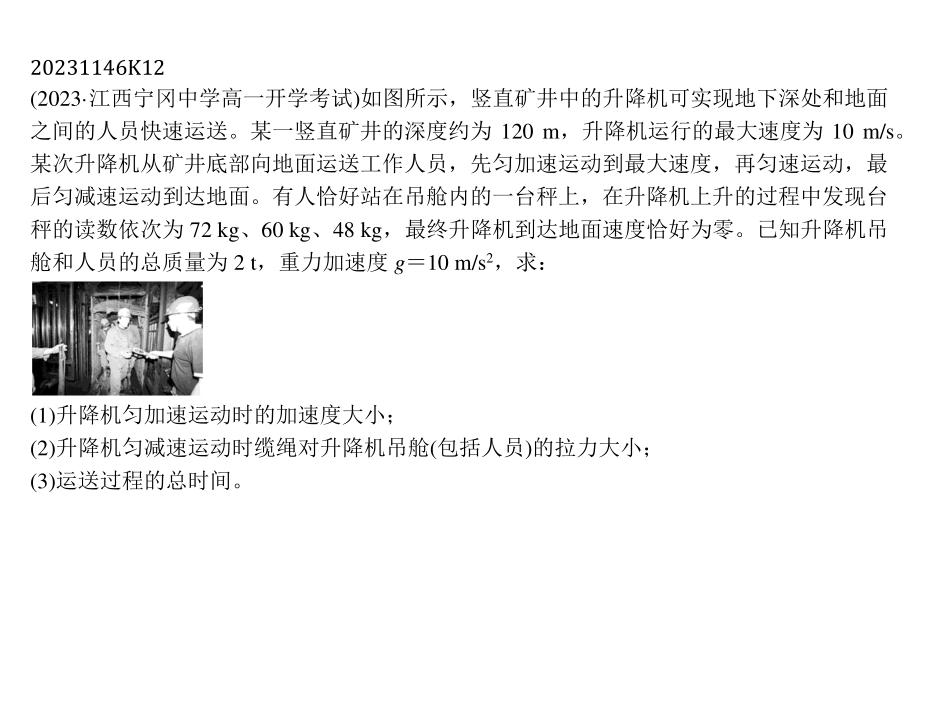 20231146K12
(2023·江西宁冈中学高一开学考试)如图所示，竖直矿井中的升降机可实现地下深处和地面
之间的人员快速运送。某一竖直矿井的深度约为 120 m，升降机运行的最大速度为 10 m/s。
某次升降机从矿井底部向地面运送工作人员，先匀加速运动到最大速度，再匀速运动，最
后匀减速运动到达地面。有人恰好站在吊舱内的一台秤上，在升降机上升的过程中发现台
秤的读数依次为 72 kg、60 kg、48 kg，最终升降机到达地面速度恰好为零。已知升降机吊
舱和人员的总质量为 2 t，重力加速度 g＝10 m/s²，求：
(1)升降机匀加速运动时的加速度大小；
(2)升降机匀减速运动时缆绳对升降机吊舱(包括人员)的拉力大小；
(3)运送过程的总时间。